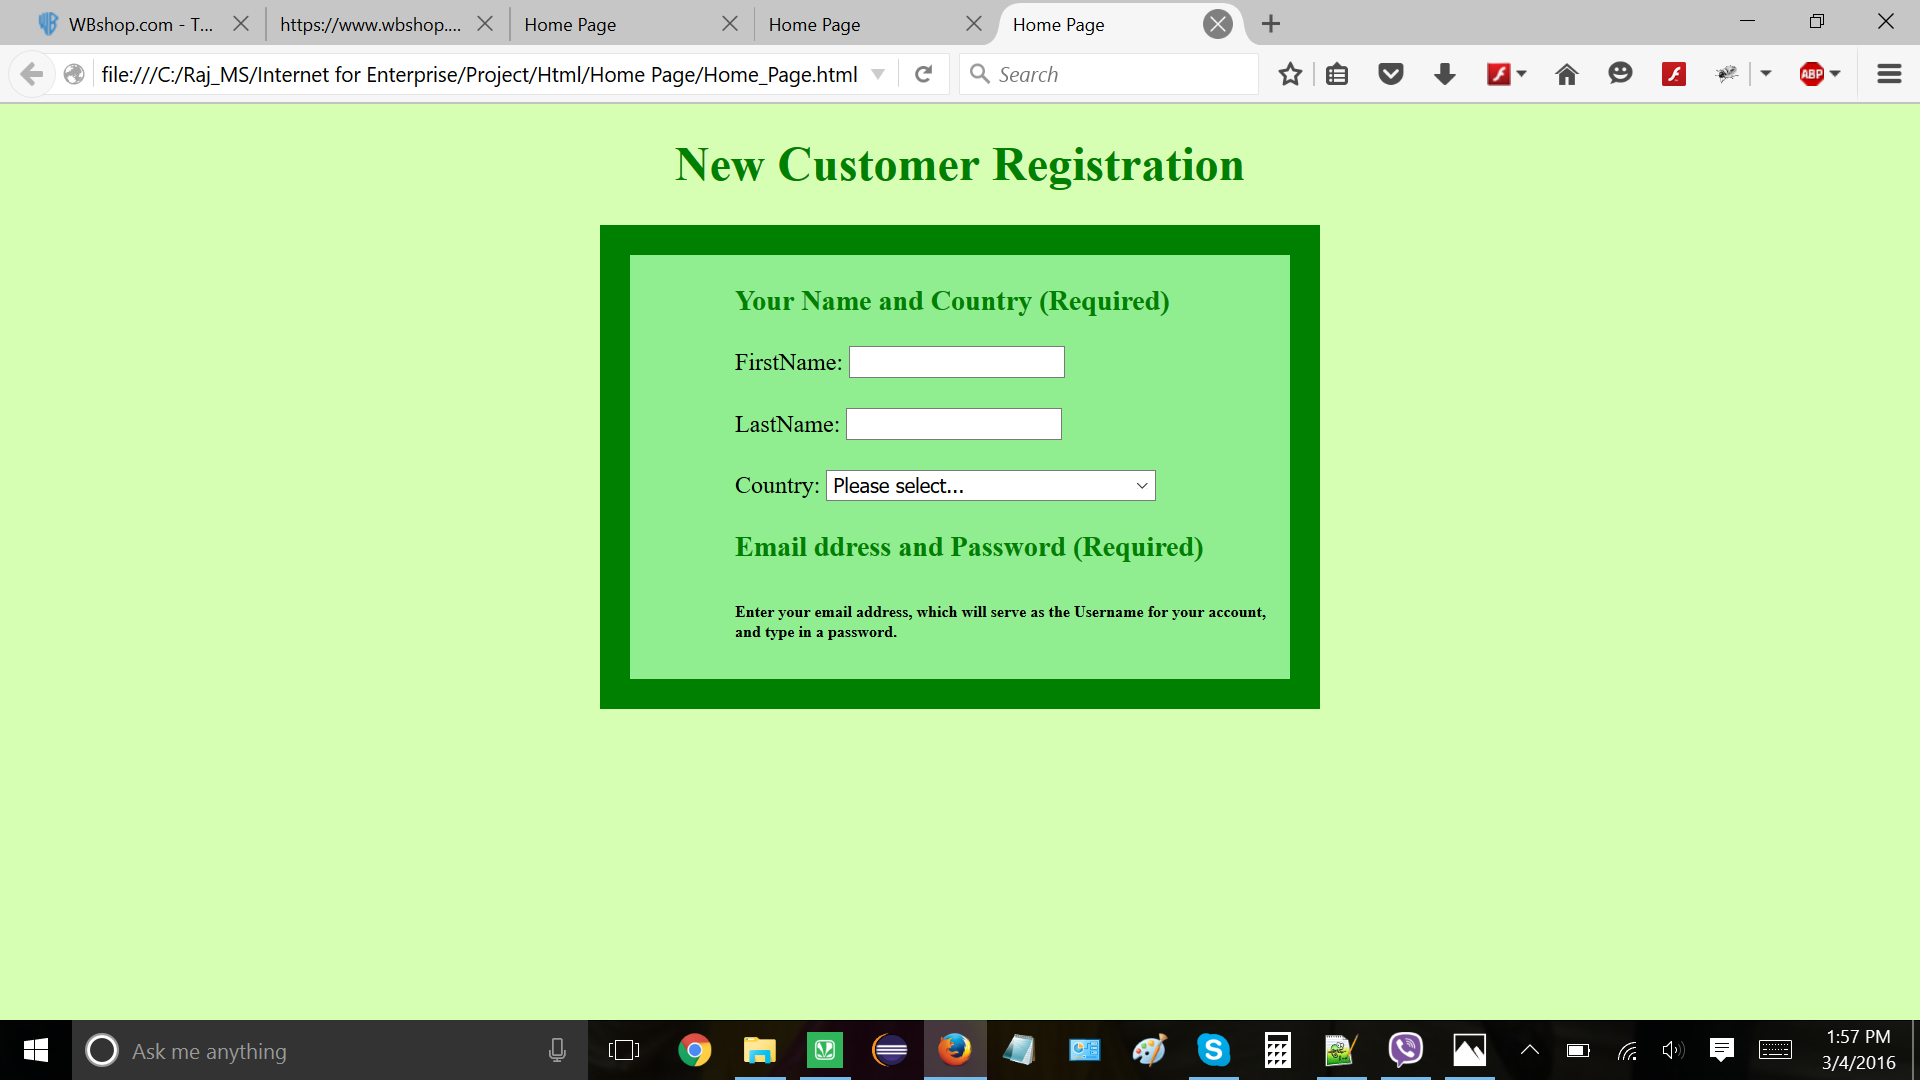 WBshop.com - T...
https://www.wbshop....
Home Page
Home Page
Home Page
file:///C:/Raj_MS/Internet for Enterprise/Project/Html/Home Page/Home_Page.html
Search
ABP
New Customer Registration
Your Name and Country (Required)
FirstName:
LastName:
Country: Please select...
Email ddress and Password (Required)
Enter your email address, which will serve as the Username for your account,
and type in a password.
Ask me anything
1:57 PM
3/4/2016